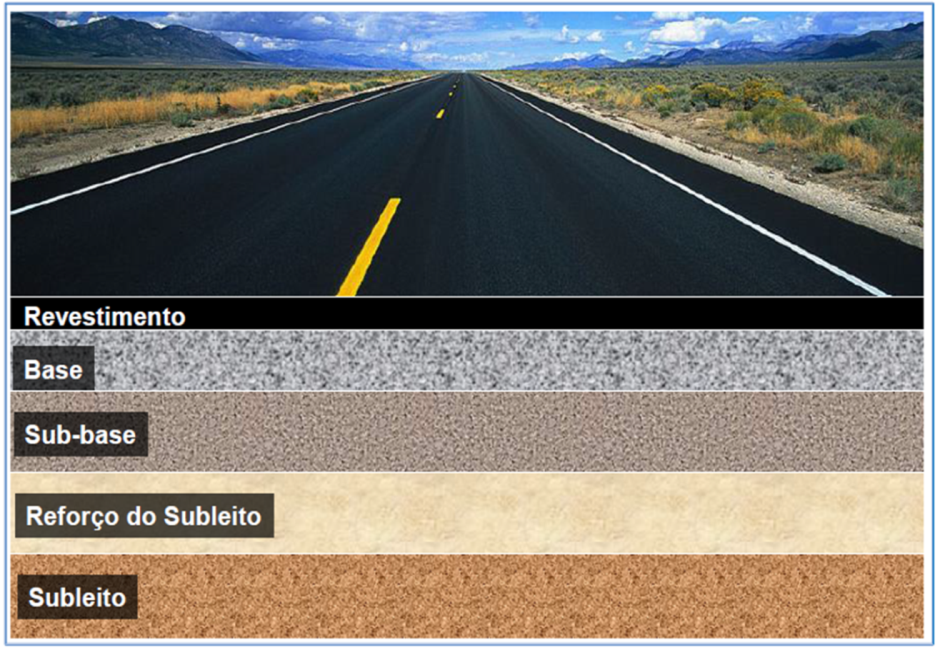 Revestimento
Base
Sub-base
Reforço do Subleito
Subleito